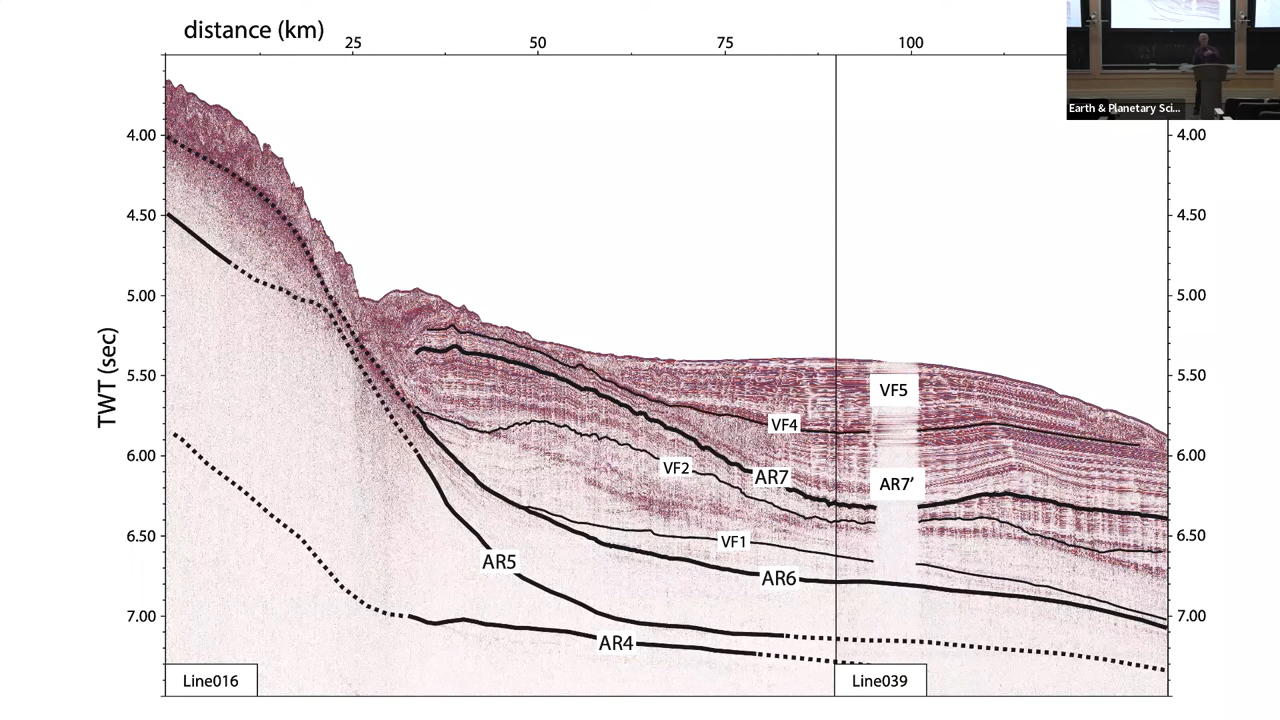 distance (km)
25 50 75 100
Earth & Planetary Sci...
4.00
4.50
5.00
5.50
6.00
6.50
7.00
TWT (sec)
4.00
4.50
5.00
5.50
6.00
6.50
7.00
VF5
VF4
VF2
AR7
AR7’
VF1
AR5
AR6
AR4
Line016
Line039